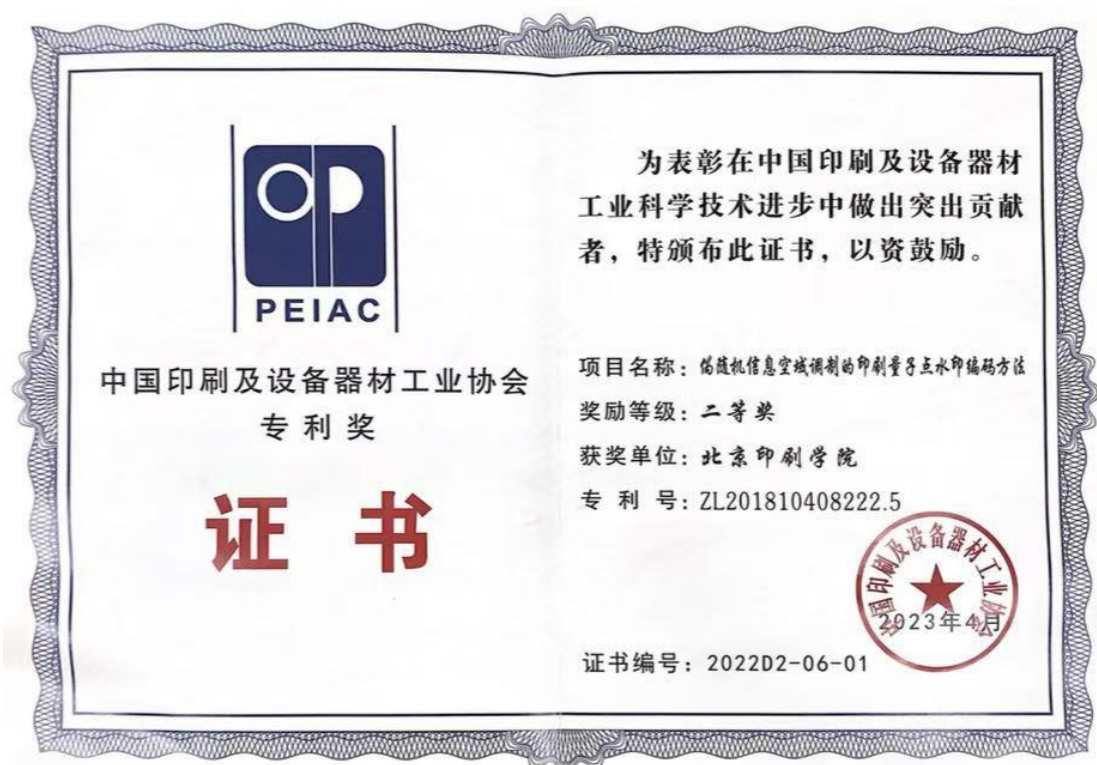 PEIAC
中国印刷及设备器材工业协会
专利奖
证书
为表彰在中国印刷及设备器材
工业科学技术进步中做出突出贡献
者，特颁布此证书，以资鼓励。
项目名称：伪随机信息空域调制的印刷量子点水印编码方法
奖励等级：二等奖
获奖单位：北京印刷学院
专利号：ZL201810408222.5
中国印刷及设备器材工业协会
2023年4月
证书编号：2022D2-06-01